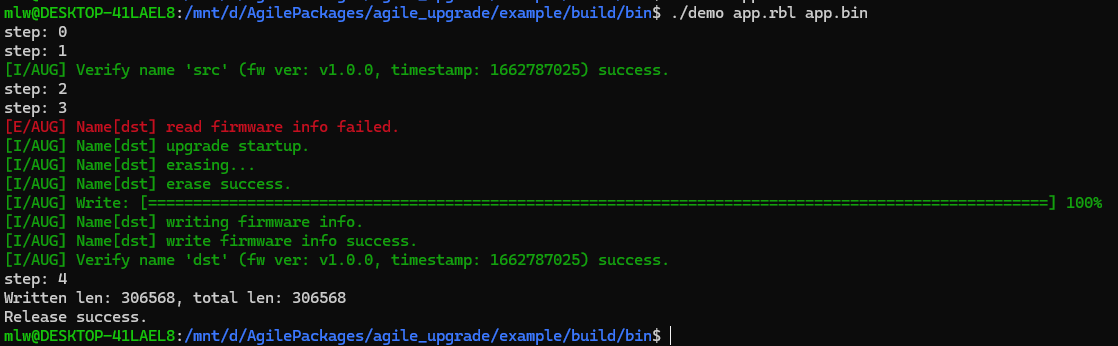 mlw@DESKTOP-41LAEL8:/mnt/d/AgilePackages/agile_upgrade/example/build/bin$ ./demo app.rbl app.bin
step: 0
step: 1
[I/AUG] Verify name 'src' (fw ver: v1.0.0, timestamp: 1662787025) success.
step: 2
step: 3
[E/AUG] Name[dst] read firmware info failed.
[I/AUG] Name[dst] upgrade startup.
[I/AUG] Name[dst] erasing...
[I/AUG] Name[dst] erase success.
[I/AUG] Write: [====================================================================================================] 100%
[I/AUG] Name[dst] writing firmware info.
[I/AUG] Name[dst] write firmware info success.
[I/AUG] Verify name 'dst' (fw ver: v1.0.0, timestamp: 1662787025) success.
step: 4
Written len: 306568, total len: 306568
Release success.
mlw@DESKTOP-41LAEL8:/mnt/d/AgilePackages/agile_upgrade/example/build/bin$